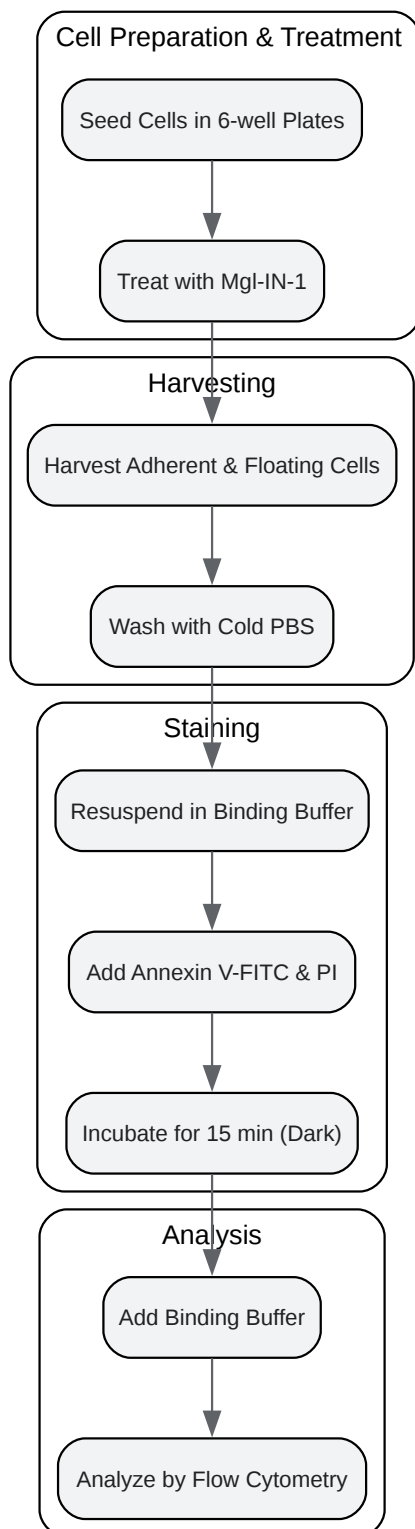 Cell Preparation & Treatment
Seed Cells in 6-well Plates
Treat with Mgl-IN-1
Harvesting
Harvest Adherent & Floating Cells
Wash with Cold PBS
Staining
Resuspend in Binding Buffer
Add Annexin V-FITC & PI
Incubate for 15 min (Dark)
Analysis
Add Binding Buffer
Analyze by Flow Cytometry